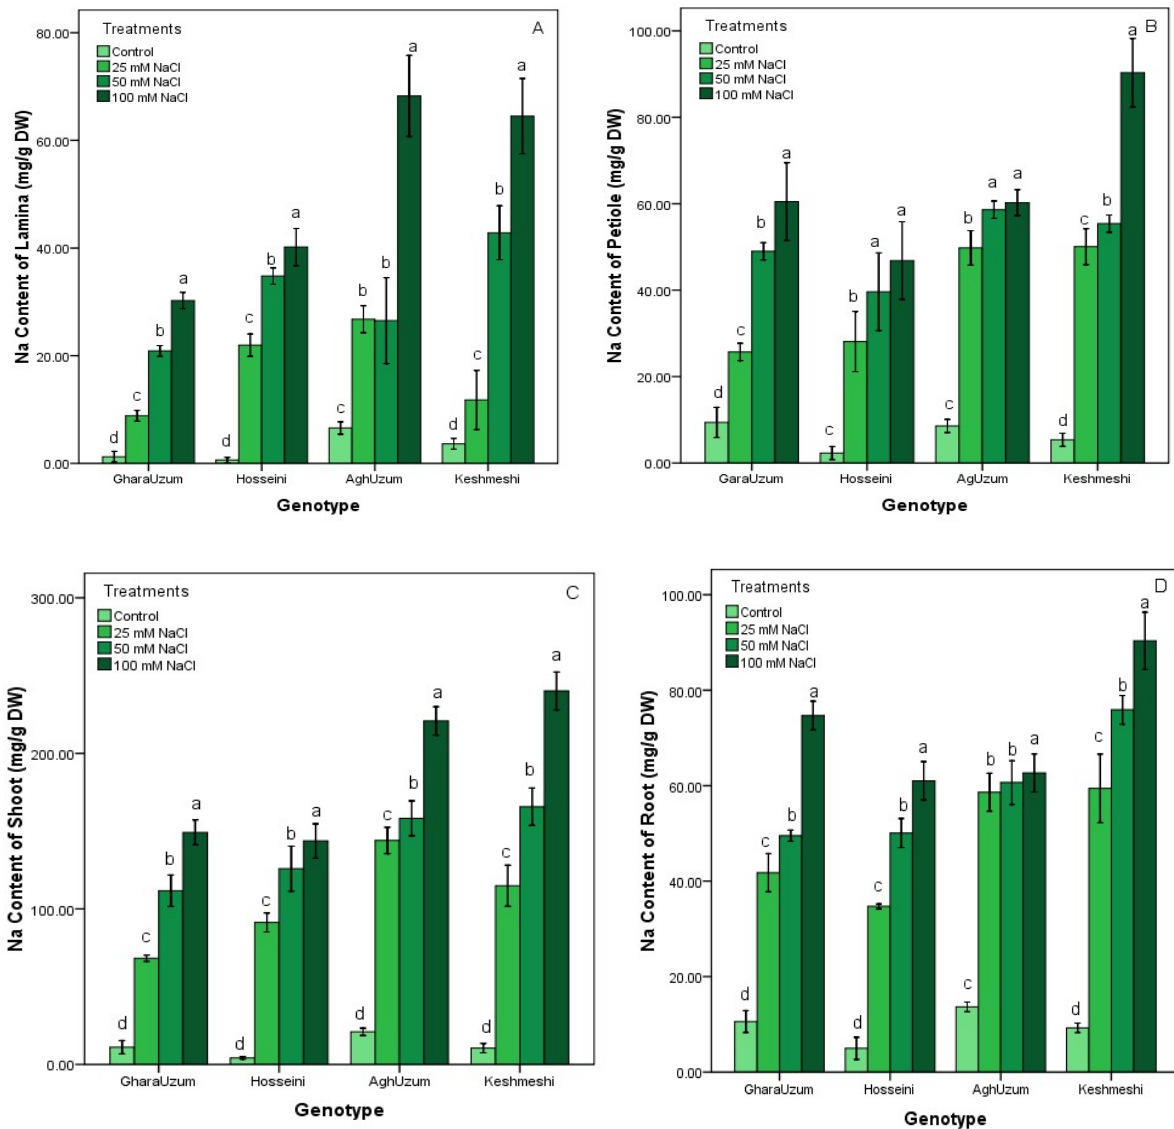 A
Treatments
Control
25 mM NaCl
50 mM NaCl
100 mM NaCl
Na Content of Lamina (mg/g DW)
80.00
60.00
40.00
20.00
0.00
d c b a
d c b a
c b b a
d c b a
GharaUzum Hosseini AghUzum Keshmeshi
Genotype
B
Treatments
Control
25 mM NaCl
50 mM NaCl
100 mM NaCl
Na Content of Petiole (mg/g DW)
100.00
80.00
60.00
40.00
20.00
0.00
d c b a
c b a a
c b a a
d c b a
GaraUzum Hosseini AgUzum Keshmeshi
Genotype
C
Treatments
Control
25 mM NaCl
50 mM NaCl
100 mM NaCl
Na Content of Shoot (mg/g DW)
300.00
200.00
100.00
0.00
d c b a
d c b a
d c b a
d c b a
GharaUzum Hosseini AghUzum Keshmeshi
Genotype
D
Treatments
Control
25 mM NaCl
50 mM NaCl
100 mM NaCl
Na Content of Root (mg/g DW)
100.00
80.00
60.00
40.00
20.00
0.00
d c b a
d c b a
c b b a
d c b a
GharaUzum Hosseini AghUzum Keshmeshi
Genotype